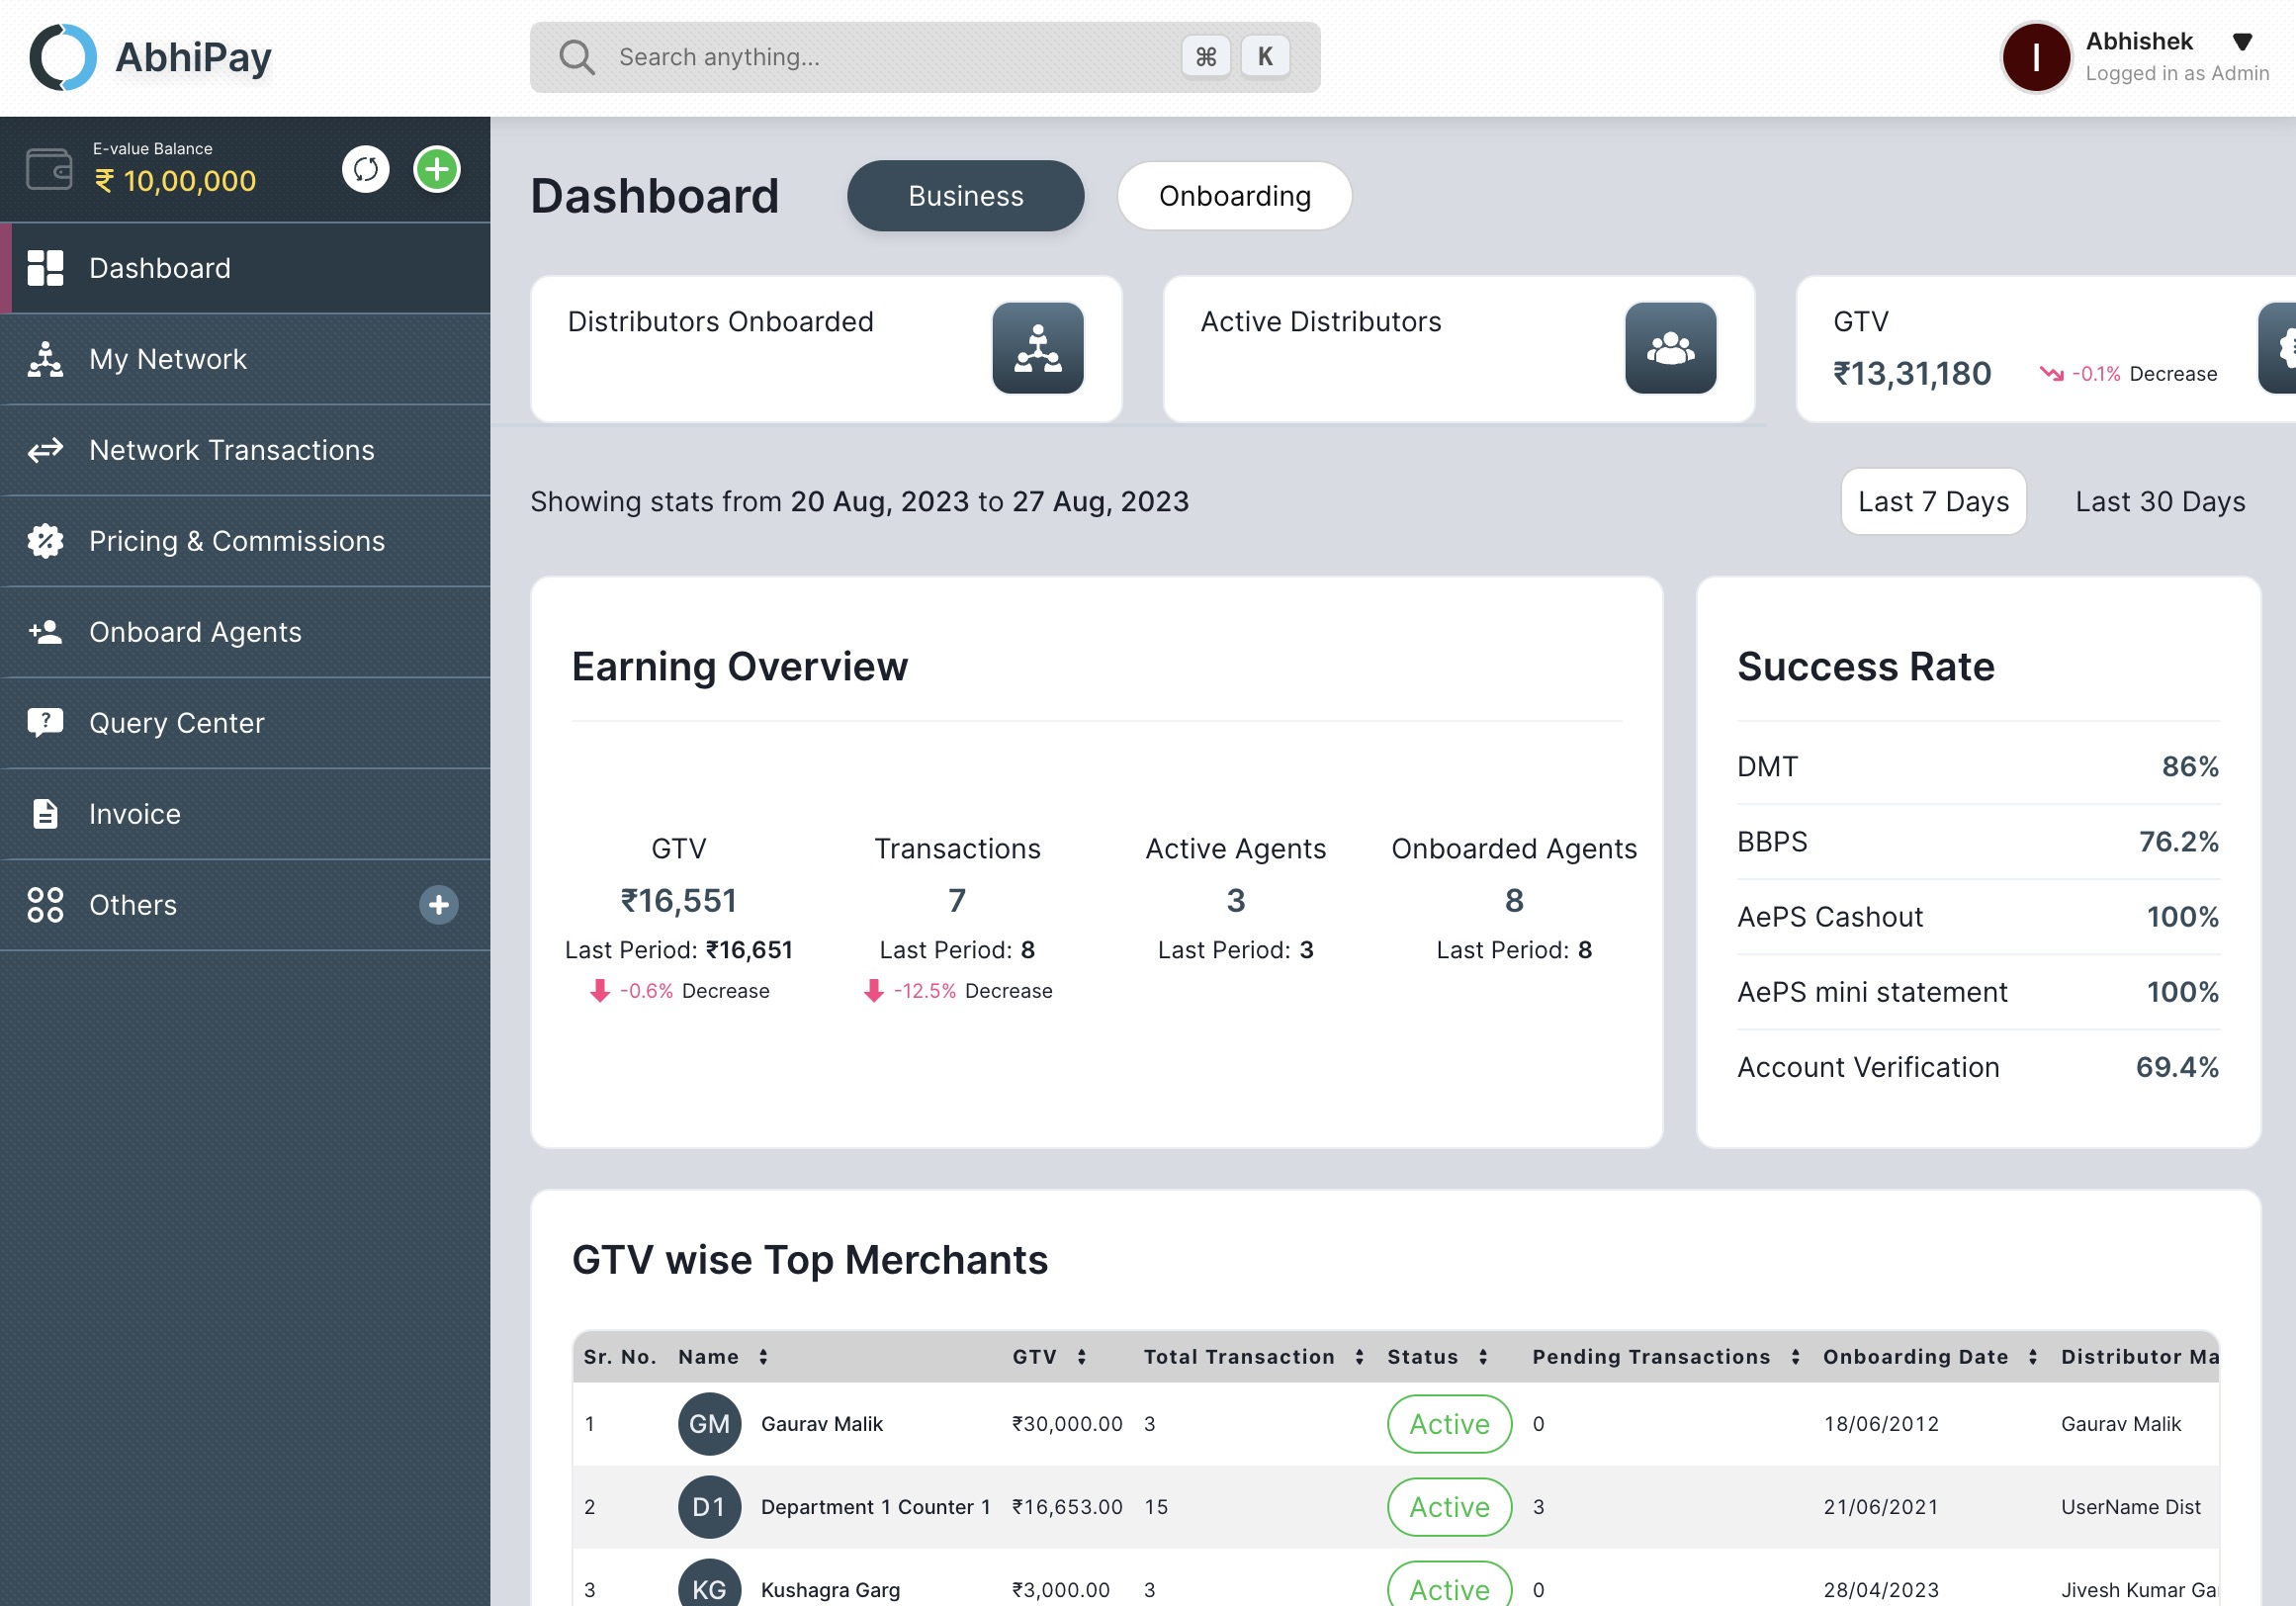 AbhiPay
Search anything...
⌘ K
Abhishek
Logged in as Admin
E-value Balance
₹ 10,00,000
Dashboard
My Network
Network Transactions
Pricing & Commissions
Onboard Agents
Query Center
Invoice
Others
Dashboard
Business
Onboarding
Distributors Onboarded
Active Distributors
GTV
₹13,31,180 -0.1% Decrease
Showing stats from 20 Aug, 2023 to 27 Aug, 2023
Last 7 Days
Last 30 Days
Earning Overview
GTV
₹16,551
Last Period: ₹16,651
-0.6% Decrease
Transactions
7
Last Period: 8
-12.5% Decrease
Active Agents
3
Last Period: 3
Onboarded Agents
8
Last Period: 8
Success Rate
DMT 86%
BBPS 76.2%
AePS Cashout 100%
AePS mini statement 100%
Account Verification 69.4%
GTV wise Top Merchants
Sr. No. Name GTV Total Transaction Status Pending Transactions Onboarding Date Distributor Ma
1 GM Gaurav Malik ₹30,000.00 3 Active 0 18/06/2012 Gaurav Malik
2 D1 Department 1 Counter 1 ₹16,653.00 15 Active 3 21/06/2021 UserName Dist
3 KG Kushagra Garg ₹3,000.00 3 Active 0 28/04/2023 Jivesh Kumar Ga